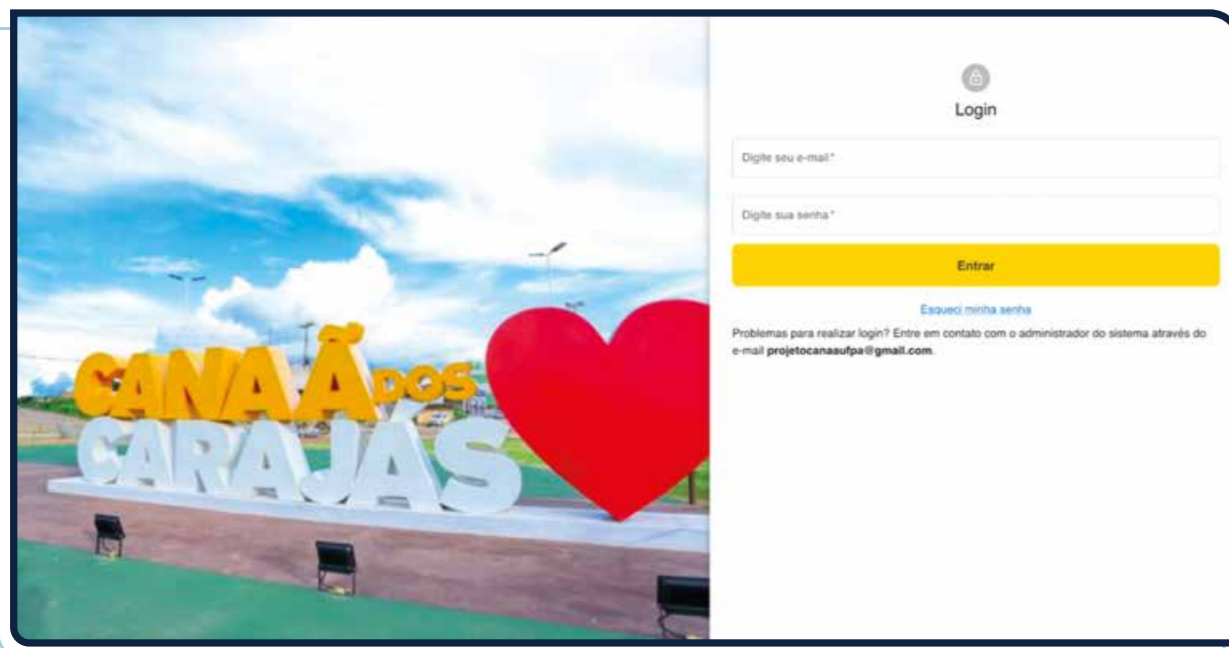 CANAÃ DOS
CARAJÁS
Login
Digite seu e-mail*
Digite sua senha*
Entrar
Esqueci minha senha
Problemas para realizar login? Entre em contato com o administrador do sistema através do
e-mail projetocanaaufpa@gmail.com.